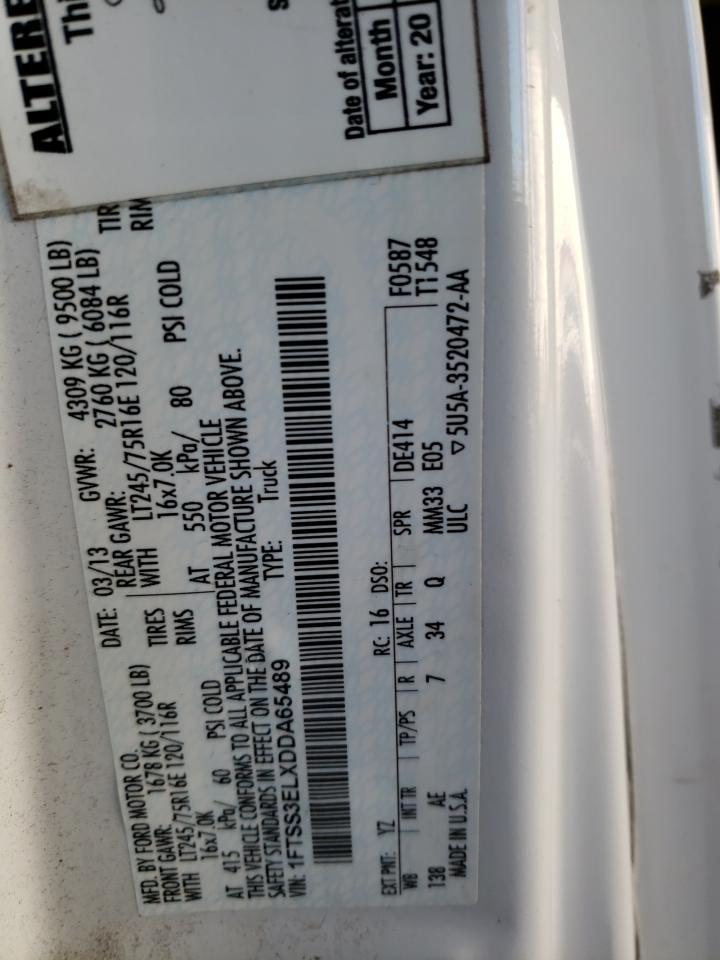 ALTERE
Thi
S
Date of alterat
Month
Year: 20
MFD. BY FORD MOTOR CO.
DATE: 03/13 GVWR: 4309 KG ( 9500 LB)
FRONT GAWR: 1678 KG ( 3700 LB)
REAR GAWR: 2760 KG ( 6084 LB)
WITH LT245/75R16E 120/116R TIRES
WITH LT245/75R16E 120/116R TIR
16x7.0K RIMS
16x7.0K RIM
AT 415 kPa/ 60 PSI COLD
AT 550 kPa/ 80 PSI COLD
THIS VEHICLE CONFORMS TO ALL APPLICABLE FEDERAL MOTOR VEHICLE
SAFETY STANDARDS IN EFFECT ON THE DATE OF MANUFACTURE SHOWN ABOVE.
VIN: 1FTSS3ELXDDA65489 TYPE: Truck
EXT PNT: YZ RC: 16 DSO: F0587
WB INT TR TP/PS R AXLE TR SPR DE414 T1548
138 AE 7 34 Q MM33 E05
MADE IN U.S.A. ULC ▽5U5A-3520472-AA